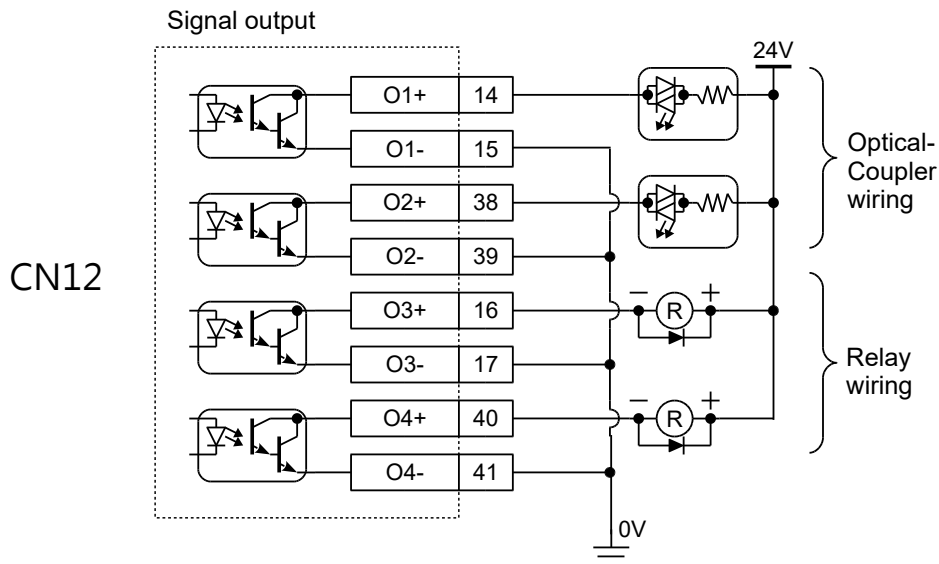 Signal output
24V
O1+ 14
O1- 15
Optical-
Coupler
wiring
O2+ 38
O2- 39
CN12
O3+ 16
− R +
O3- 17
Relay
wiring
O4+ 40
− R +
O4- 41
0V